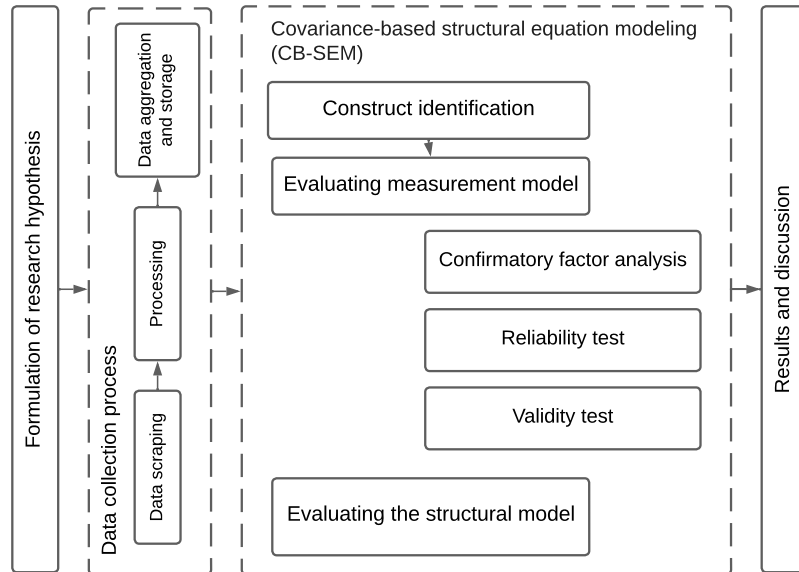 Formulation of research hypothesis
Data collection process
Data aggregation
and storage
Processing
Data scraping
Covariance-based structural equation modeling
(CB-SEM)
Construct identification
Evaluating measurement model
Confirmatory factor analysis
Reliability test
Validity test
Evaluating the structural model
Results and discussion